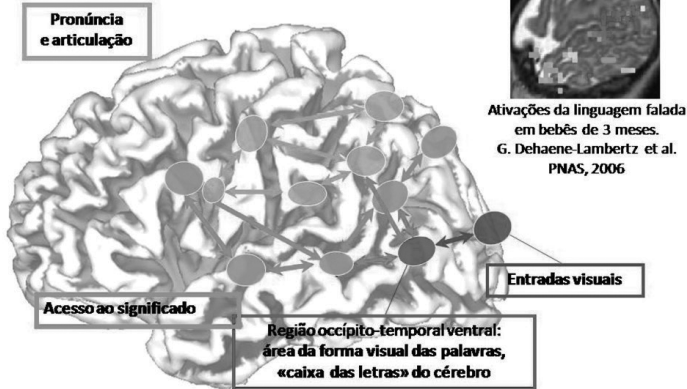 Pronúncia
e articulação
Ativações da linguagem falada
em bebês de 3 meses.
G. Dehaene-Lambertz et al.
PNAS, 2006
Entradas visuais
Acesso ao significado
Região occípito-temporal ventral:
área da forma visual das palavras,
«caixa das letras» do cérebro